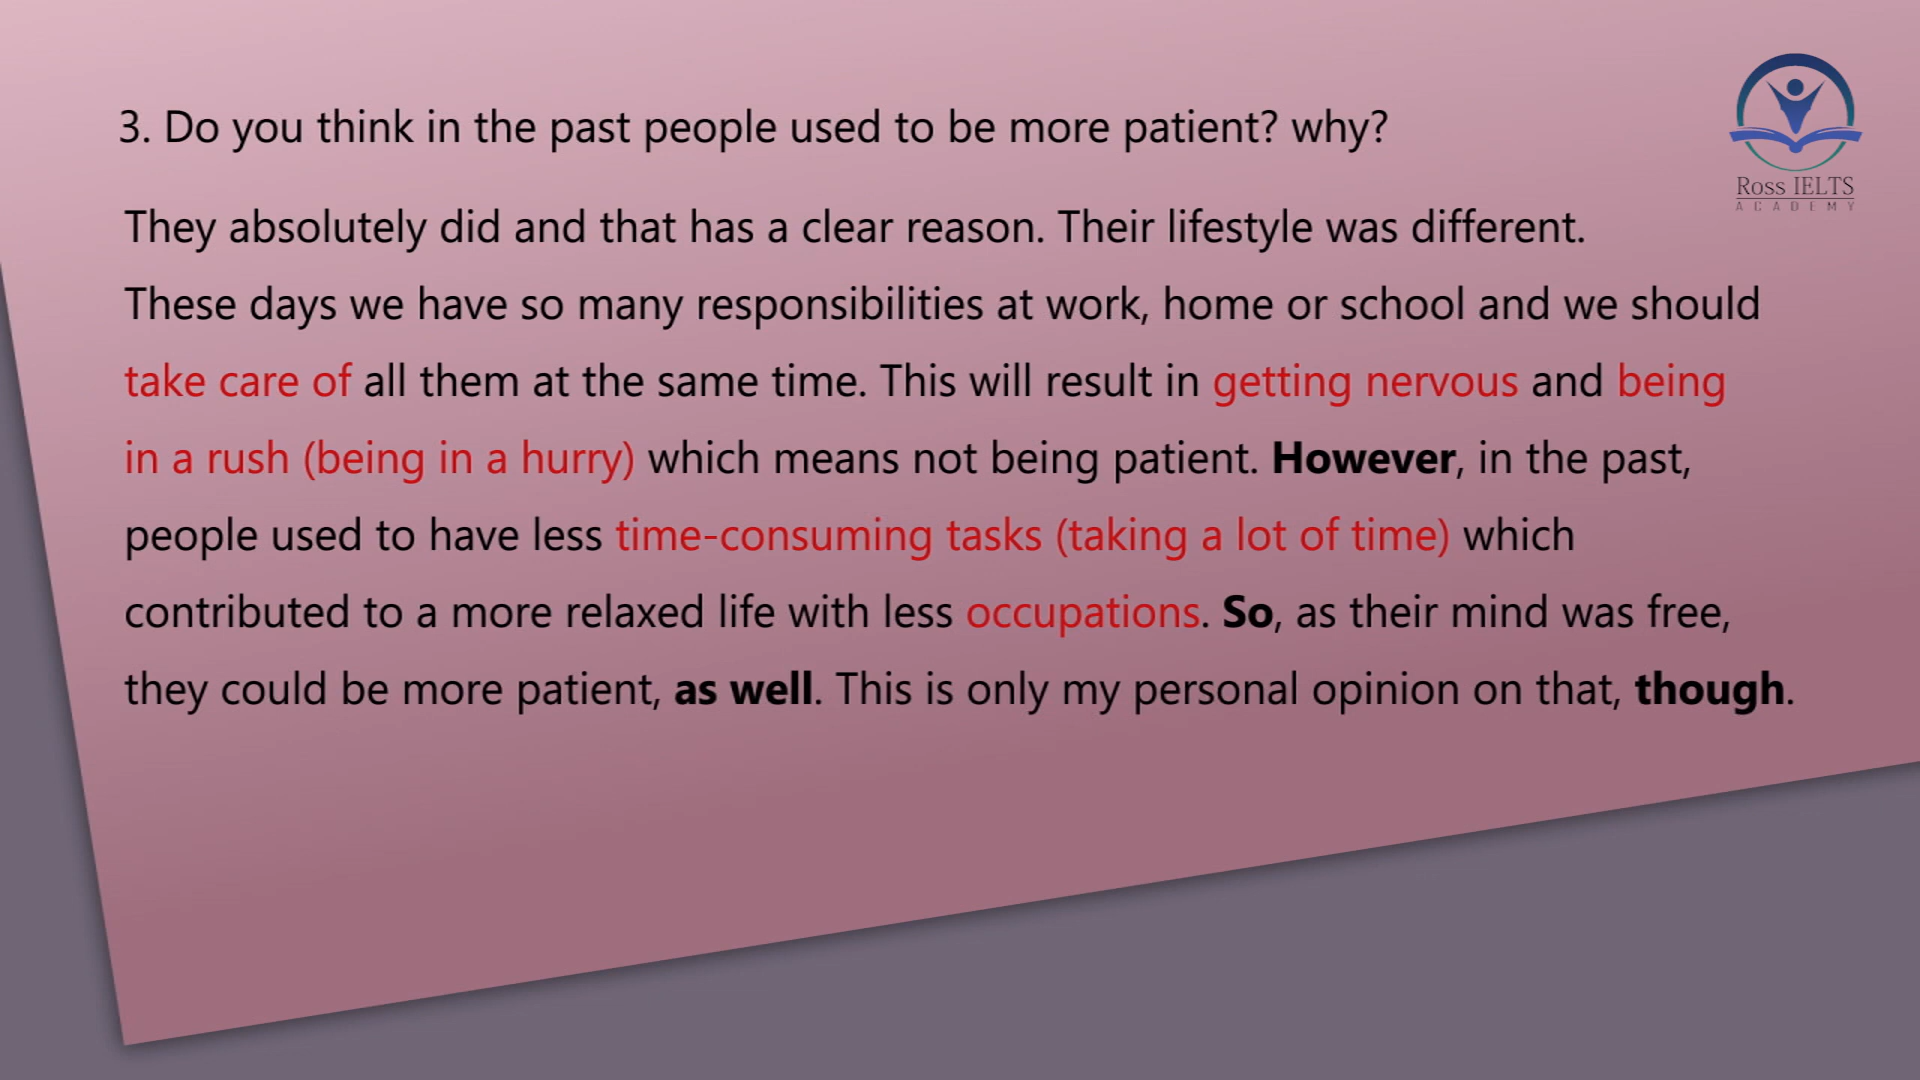 3. Do you think in the past people used to be more patient? why?
Ross IELTS
ACADEMY
They absolutely did and that has a clear reason. Their lifestyle was different.
These days we have so many responsibilities at work, home or school and we should
take care of all them at the same time. This will result in getting nervous and being
in a rush (being in a hurry) which means not being patient. However, in the past,
people used to have less time-consuming tasks (taking a lot of time) which
contributed to a more relaxed life with less occupations. So, as their mind was free,
they could be more patient, as well. This is only my personal opinion on that, though.